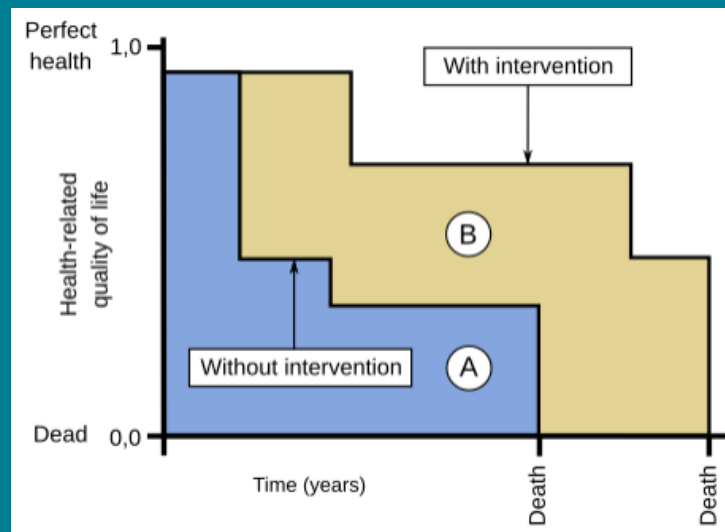 Perfect
health
1,0
With intervention
Health-related
quality of life
B
Without intervention
A
Dead
0,0
Time (years)
Death
Death